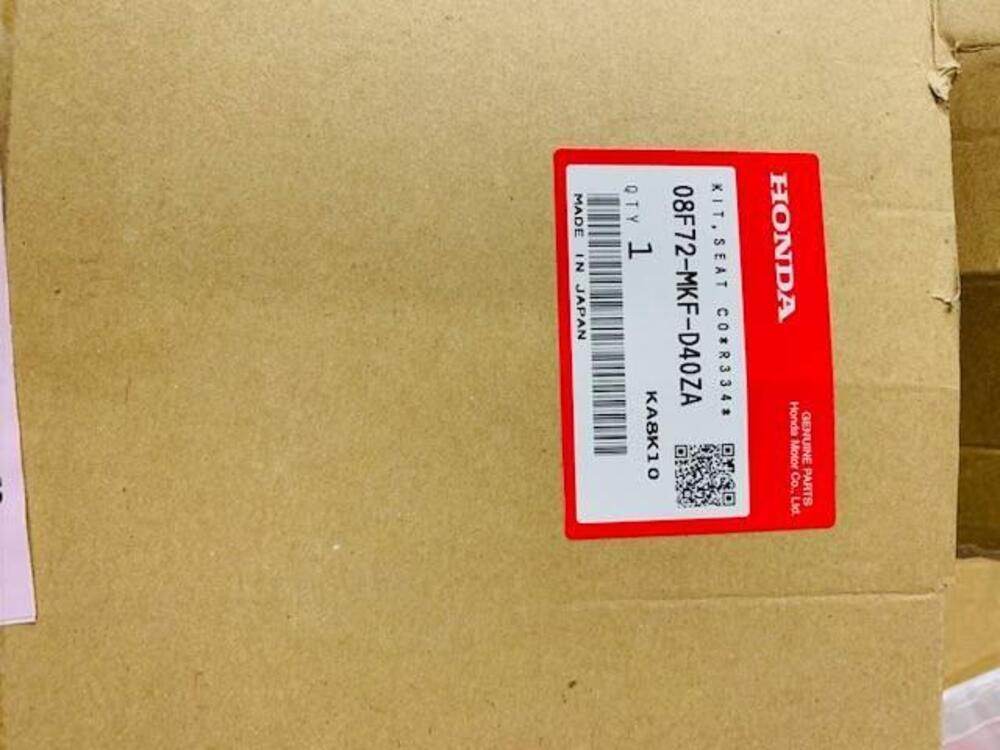 HONDA
GENUINE PARTS
Honda Motor Co., Ltd.
KIT, SEAT CO*R334*
08F72-MKF-D40ZA
QTY 1
KA8K10
MADE IN JAPAN